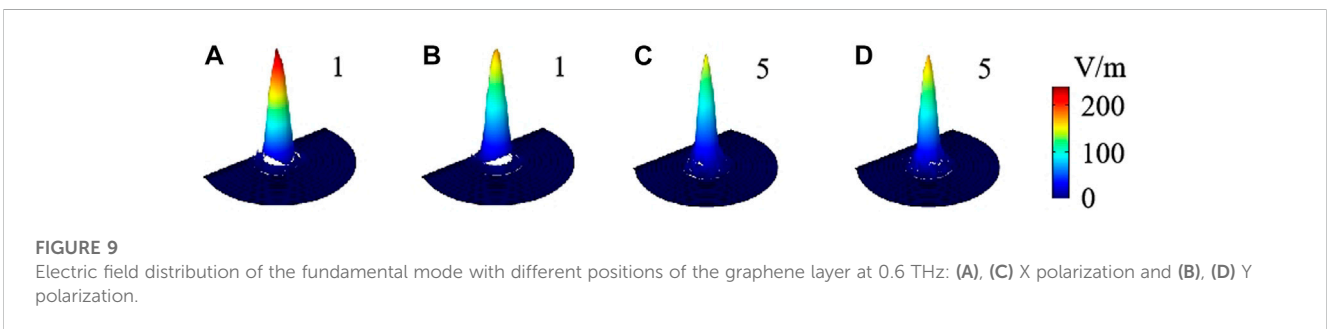 A 1 B 1 C 5 D 5 V/m
200
100
0
FIGURE 9
Electric field distribution of the fundamental mode with different positions of the graphene layer at 0.6 THz: (A), (C) X polarization and (B), (D) Y
polarization.